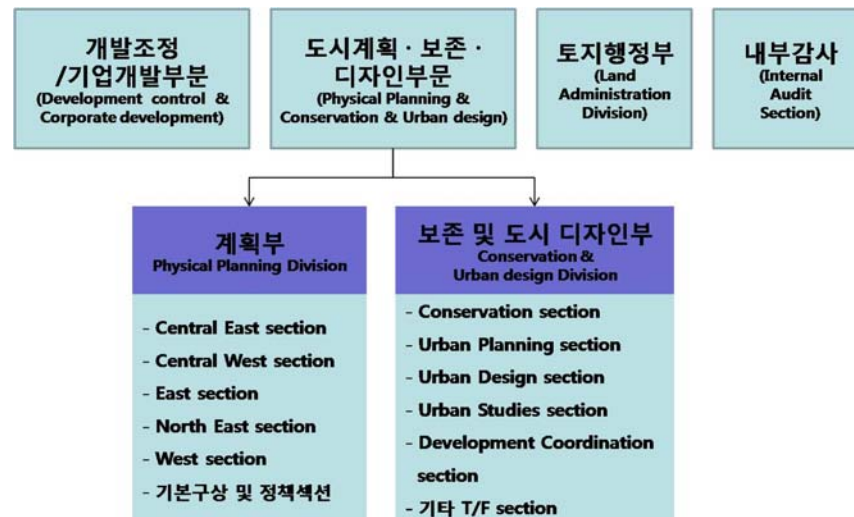 개발조정
/기업개발부분
(Development control &
Corporate development)
도시계획 · 보존 ·
디자인부문
(Physical Planning &
Conservation & Urban design)
토지행정부
(Land
Administration
Division)
내부감사
(Internal
Audit
Section)
계획부
Physical Planning Division
- Central East section
- Central West section
- East section
- North East section
- West section
- 기본구상 및 정책섹션
보존 및 도시 디자인부
Conservation &
Urban design Division
- Conservation section
- Urban Planning section
- Urban Design section
- Urban Studies section
- Development Coordination
section
- 기타 T/F section